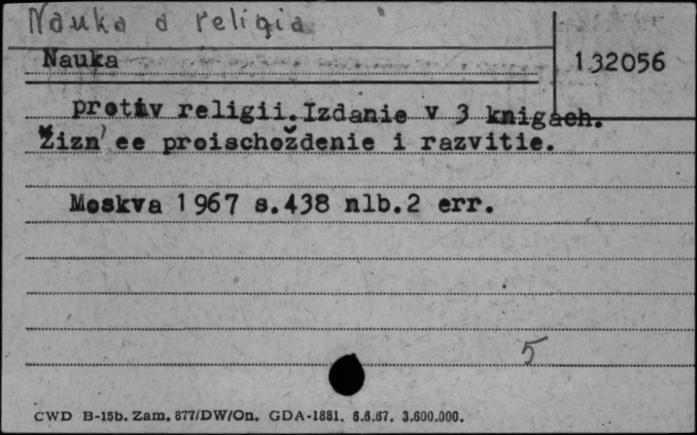 Nauka a religia
Nauka 132056
protiv religii. Izdanie v 3 knigach.
Žizn' ee proischoždenie i razvitie.
Moskva 1967 s.438 nlb.2 err.
5
CWD B-15b. Zam. 877/DW/On. GDA-1881. 6.6.67. 3.600.000.